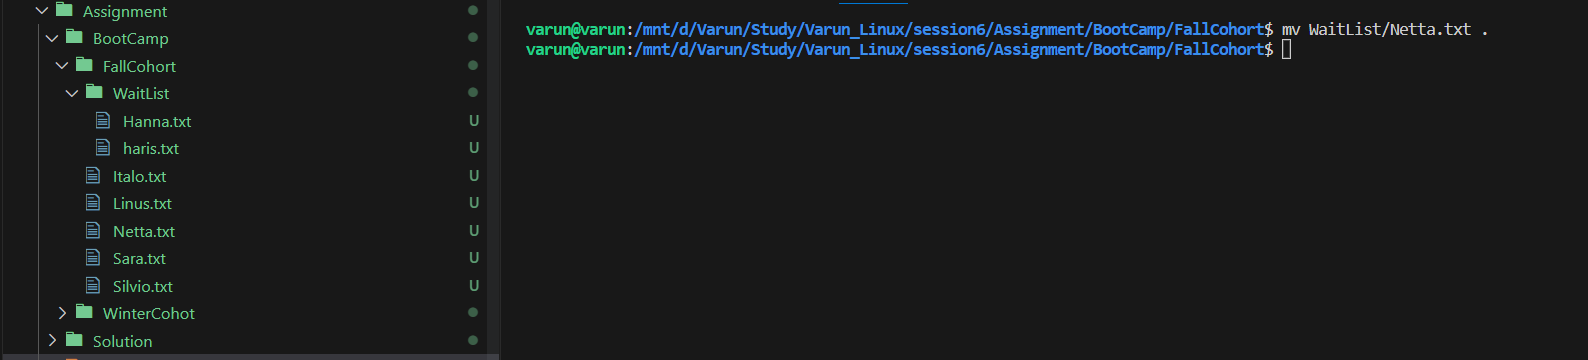 Assignment
BootCamp
FallCohort
WaitList
Hanna.txt U
haris.txt U
Italo.txt U
Linus.txt U
Netta.txt U
Sara.txt U
Silvio.txt U
WinterCohot
Solution
varun@varun:/mnt/d/Varun/Study/Varun_Linux/session6/Assignment/BootCamp/FallCohort$ mv WaitList/Netta.txt .
varun@varun:/mnt/d/Varun/Study/Varun_Linux/session6/Assignment/BootCamp/FallCohort$